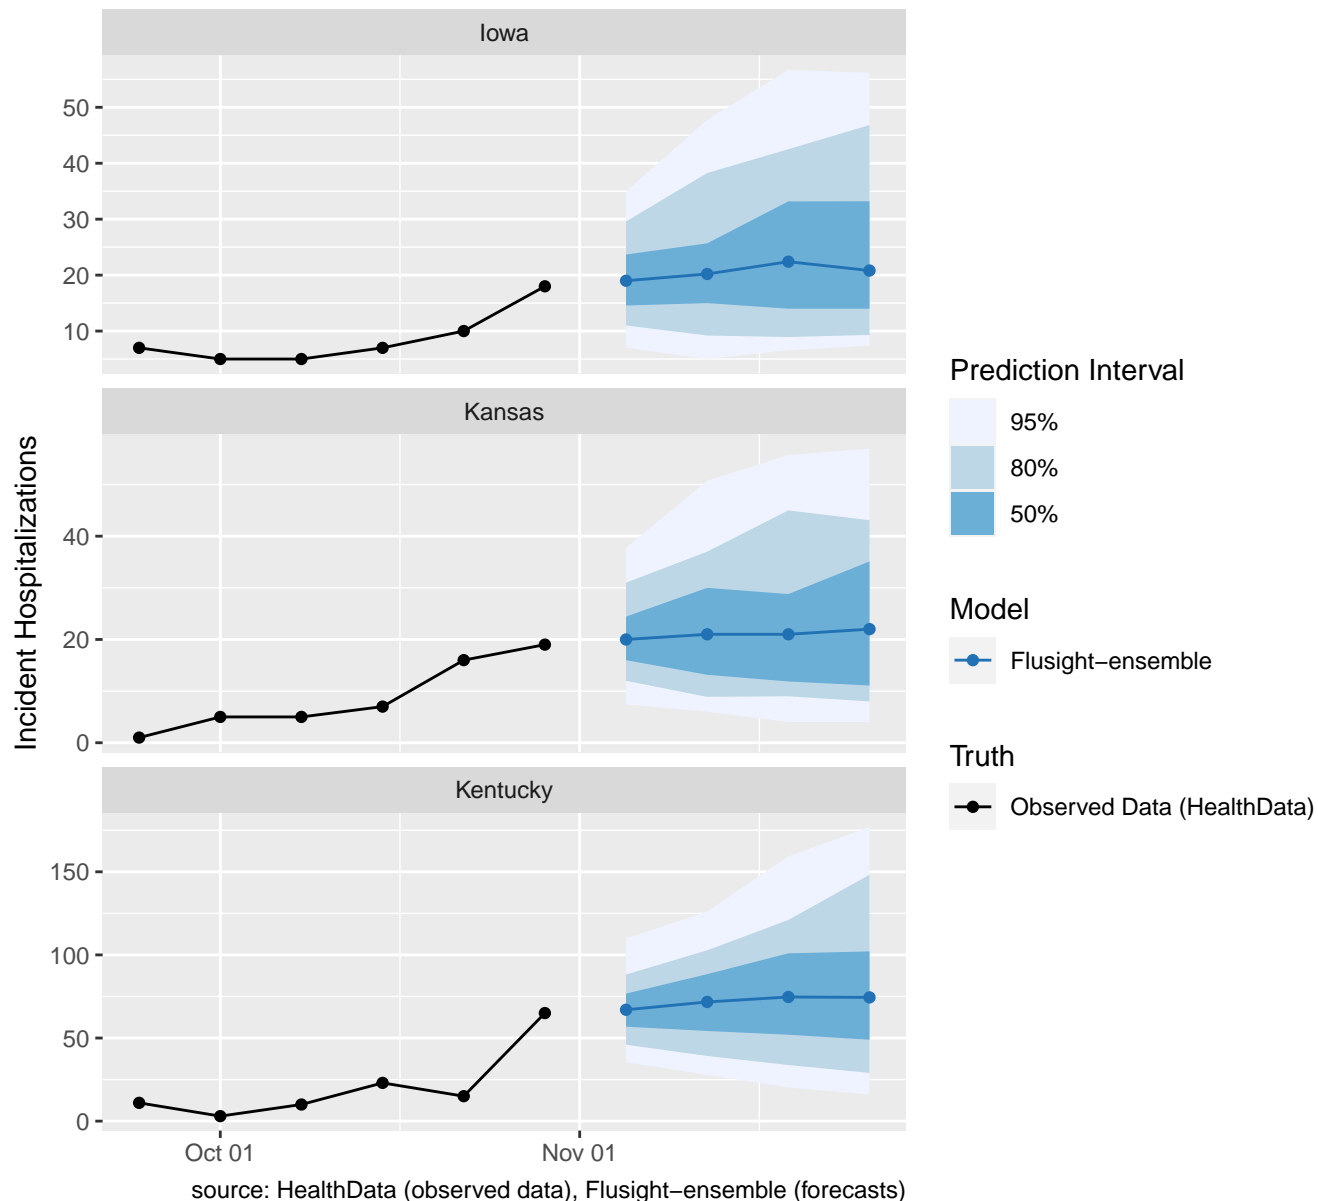 Iowa
50
40
30
20
10
Kansas
40
20
0
Kentucky
150
100
50
0
Oct 01
Nov 01
Incident Hospitalizations
source: HealthData (observed data), Flusight−ensemble (forecasts)
Prediction Interval
95%
80%
50%
Model
Flusight−ensemble
Truth
Observed Data (HealthData)